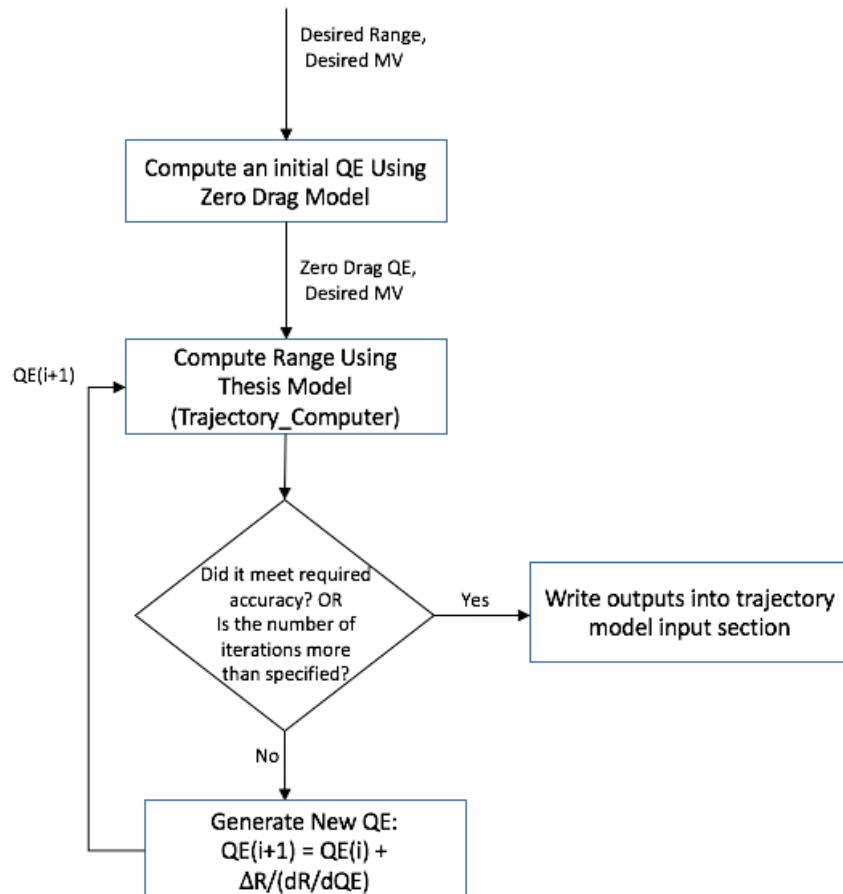 Desired Range,
Desired MV
Compute an initial QE Using
Zero Drag Model
Zero Drag QE,
Desired MV
QE(i+1)
Compute Range Using
Thesis Model
(Trajectory_Computer)
Did it meet required
accuracy? OR
Is the number of
iterations more
than specified?
Yes
Write outputs into trajectory
model input section
No
Generate New QE:
QE(i+1) = QE(i) +
ΔR/(dR/dQE)